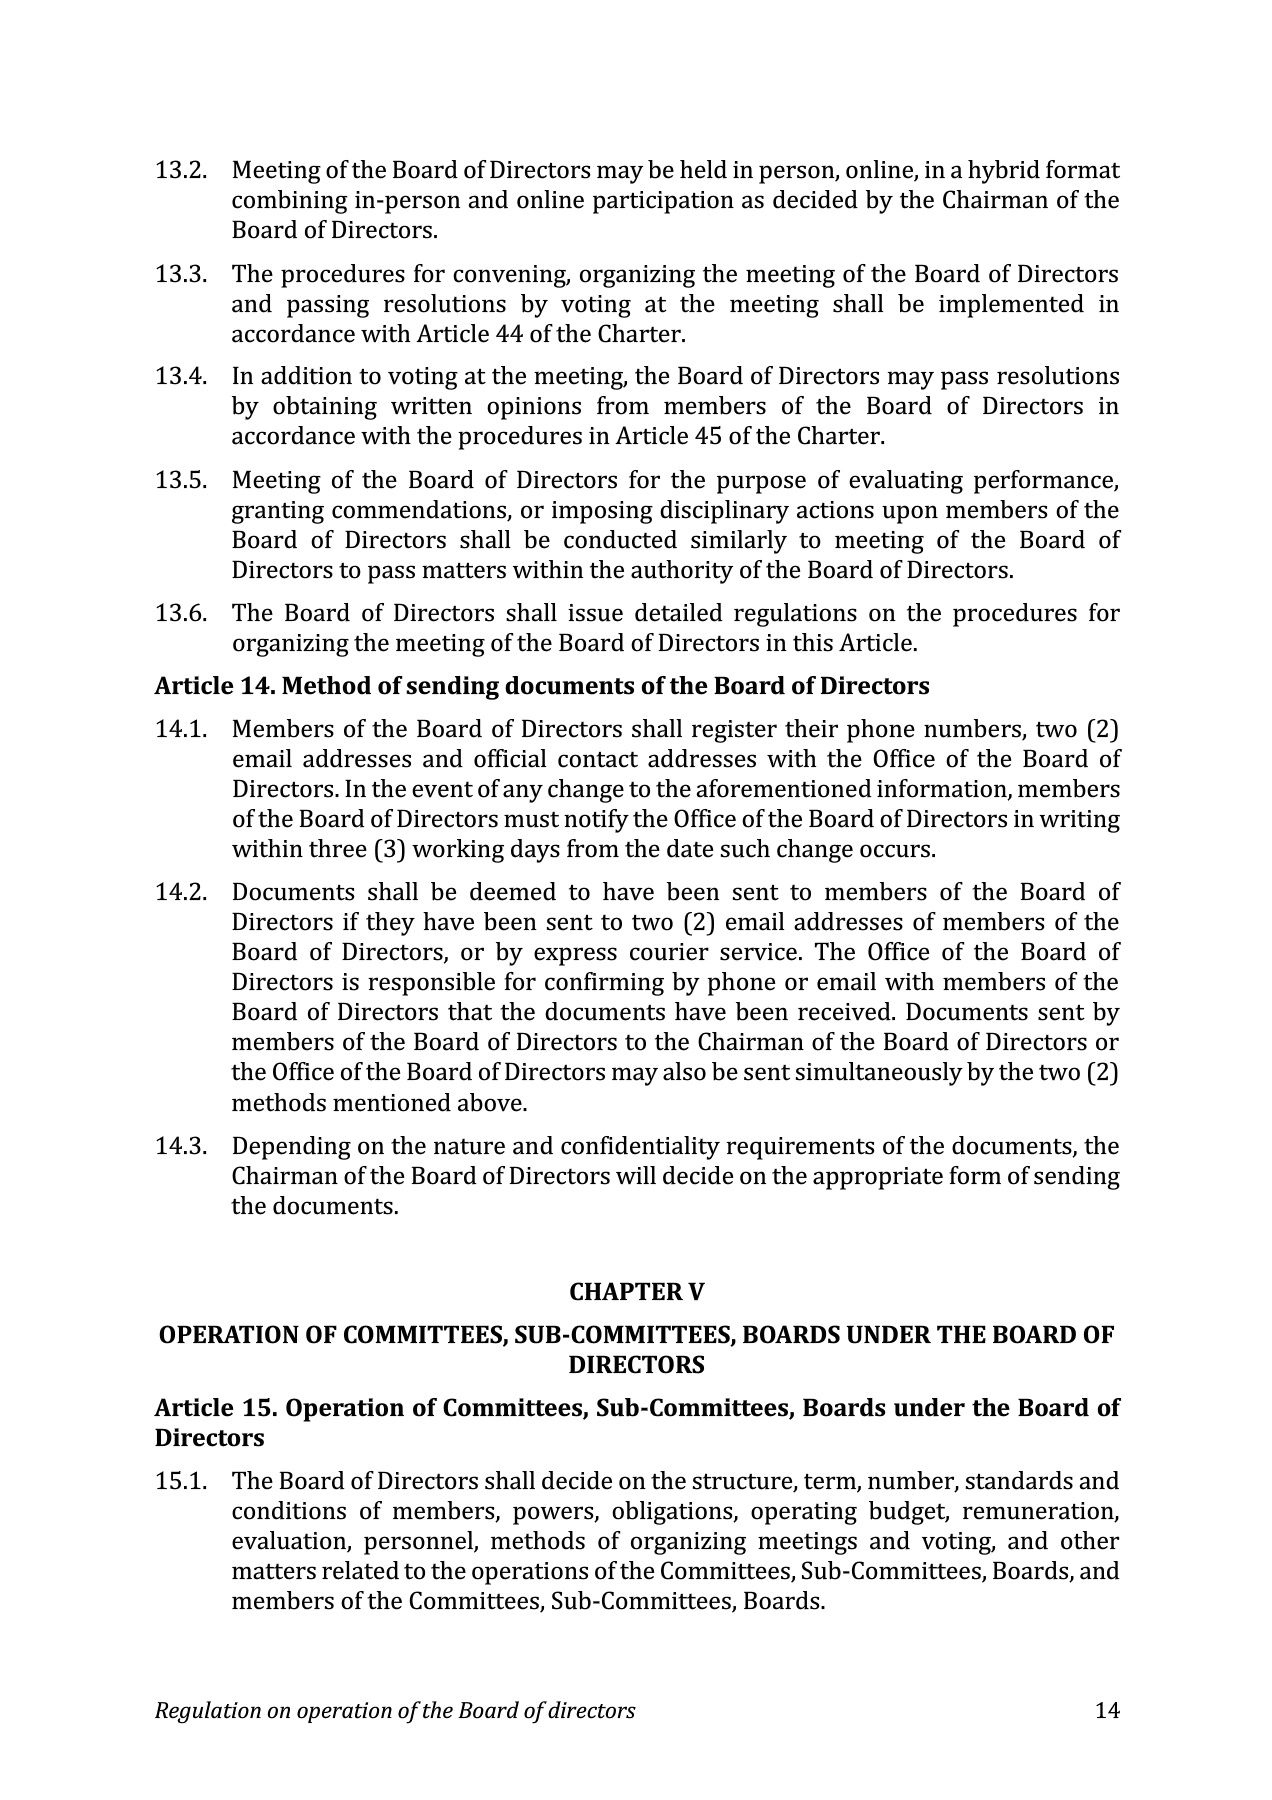 13.2. Meeting of the Board of Directors may be held in person, online, in a hybrid format
combining in-person and online participation as decided by the Chairman of the
Board of Directors.
13.3. The procedures for convening, organizing the meeting of the Board of Directors
and passing resolutions by voting at the meeting shall be implemented in
accordance with Article 44 of the Charter.
13.4. In addition to voting at the meeting, the Board of Directors may pass resolutions
by obtaining written opinions from members of the Board of Directors in
accordance with the procedures in Article 45 of the Charter.
13.5. Meeting of the Board of Directors for the purpose of evaluating performance,
granting commendations, or imposing disciplinary actions upon members of the
Board of Directors shall be conducted similarly to meeting of the Board of
Directors to pass matters within the authority of the Board of Directors.
13.6. The Board of Directors shall issue detailed regulations on the procedures for
organizing the meeting of the Board of Directors in this Article.
Article 14. Method of sending documents of the Board of Directors
14.1. Members of the Board of Directors shall register their phone numbers, two (2)
email addresses and official contact addresses with the Office of the Board of
Directors. In the event of any change to the aforementioned information, members
of the Board of Directors must notify the Office of the Board of Directors in writing
within three (3) working days from the date such change occurs.
14.2. Documents shall be deemed to have been sent to members of the Board of
Directors if they have been sent to two (2) email addresses of members of the
Board of Directors, or by express courier service. The Office of the Board of
Directors is responsible for confirming by phone or email with members of the
Board of Directors that the documents have been received. Documents sent by
members of the Board of Directors to the Chairman of the Board of Directors or
the Office of the Board of Directors may also be sent simultaneously by the two (2)
methods mentioned above.
14.3. Depending on the nature and confidentiality requirements of the documents, the
Chairman of the Board of Directors will decide on the appropriate form of sending
the documents.
CHAPTER V
OPERATION OF COMMITTEES, SUB-COMMITTEES, BOARDS UNDER THE BOARD OF
DIRECTORS
Article 15. Operation of Committees, Sub-Committees, Boards under the Board of
Directors
15.1. The Board of Directors shall decide on the structure, term, number, standards and
conditions of members, powers, obligations, operating budget, remuneration,
evaluation, personnel, methods of organizing meetings and voting, and other
matters related to the operations of the Committees, Sub-Committees, Boards, and
members of the Committees, Sub-Committees, Boards.
Regulation on operation of the Board of directors 14